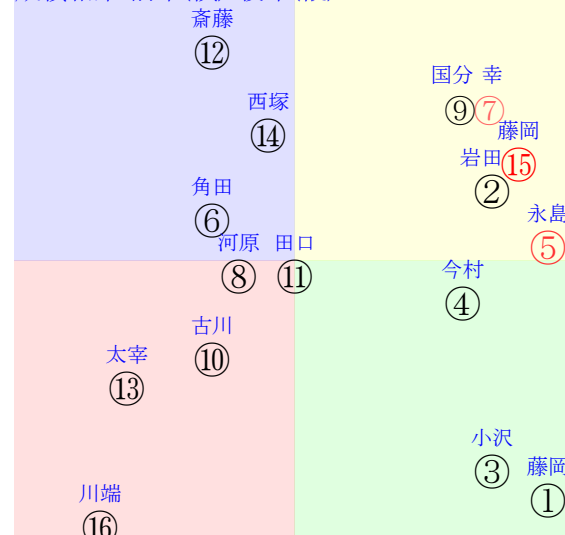 斎藤
⑫
国分 幸
⑨⑦
西塚
⑭
藤岡
⑮
岩田
②
角田
⑥
永島
⑤
河原 田口
⑧ ⑪
今村
④
古川
⑩
太宰
⑬
小沢
③
藤岡
①
川端
⑯